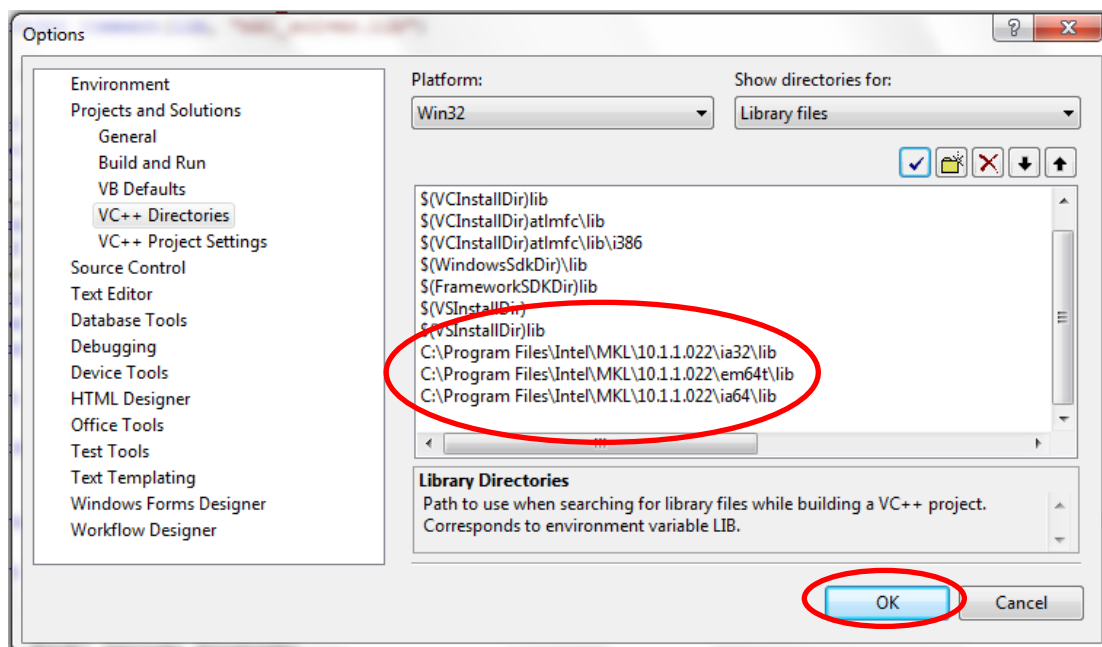 Options
Environment
Projects and Solutions
General
Build and Run
VB Defaults
VC++ Directories
VC++ Project Settings
Source Control
Text Editor
Database Tools
Debugging
Device Tools
HTML Designer
Office Tools
Test Tools
Text Templating
Windows Forms Designer
Workflow Designer
Platform:
Win32
Show directories for:
Library files
$(VCInstallDir)lib
$(VCInstallDir)atlmfc\lib
$(VCInstallDir)atlmfc\lib\i386
$(WindowsSdkDir)\lib
$(FrameworkSDKDir)lib
$(VSInstallDir)
$(VSInstallDir)lib
C:\Program Files\Intel\MKL\10.1.1.022\ia32\lib
C:\Program Files\Intel\MKL\10.1.1.022\em64t\lib
C:\Program Files\Intel\MKL\10.1.1.022\ia64\lib
Library Directories
Path to use when searching for library files while building a VC++ project.
Corresponds to environment variable LIB.
OK
Cancel